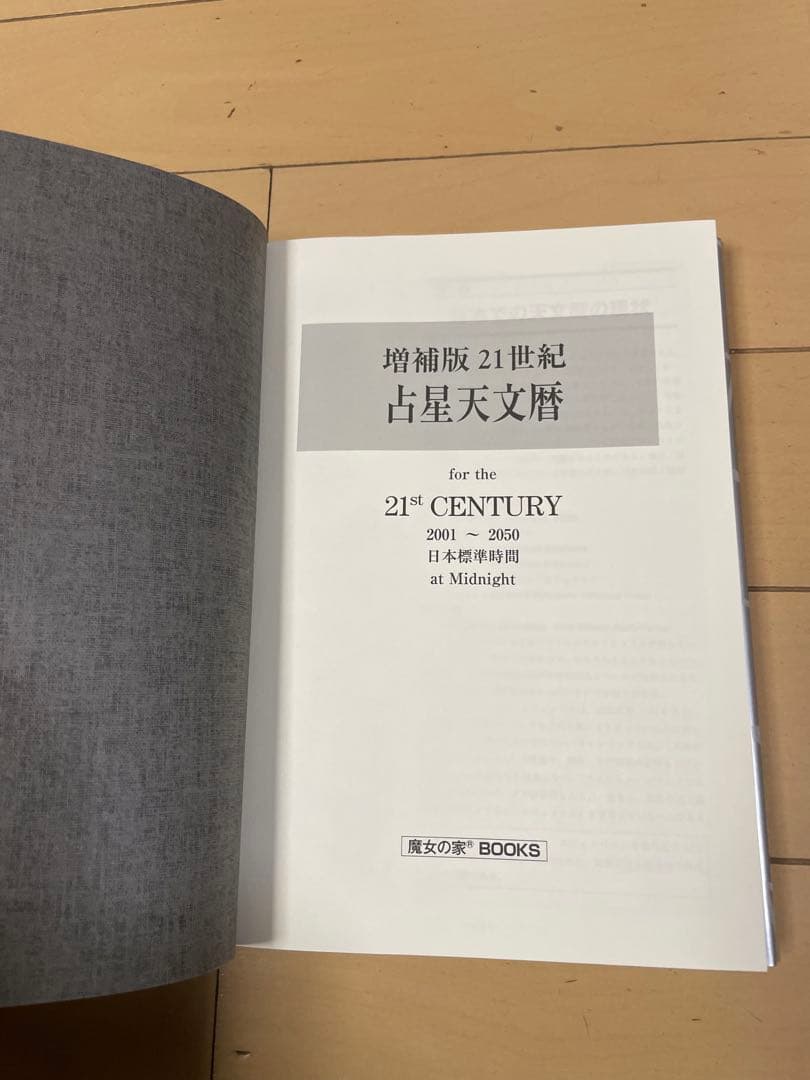 増補版 21世紀
占星天文暦
for the
21st CENTURY
2001 ～ 2050
日本標準時間
at Midnight
魔女の家® BOOKS